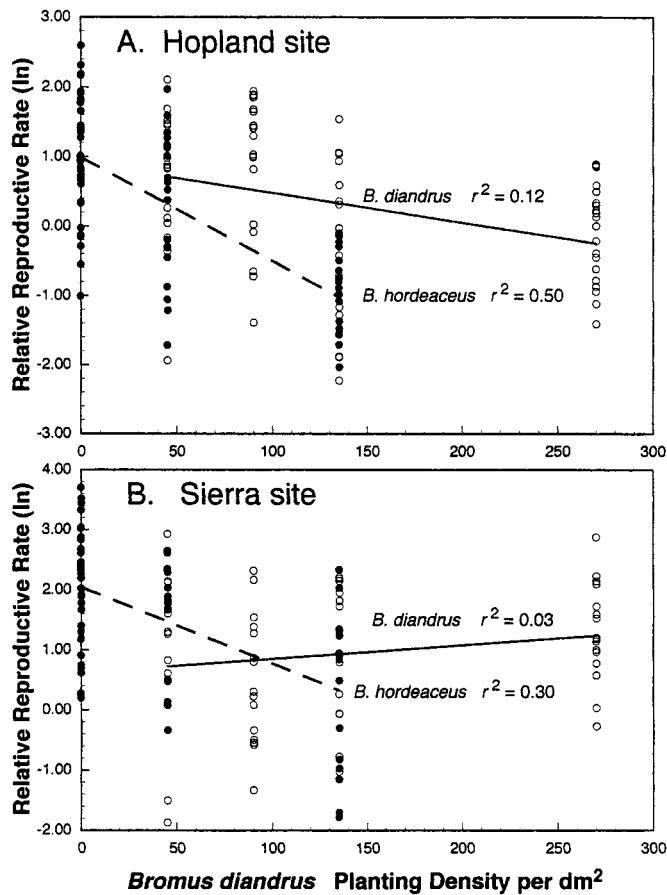 3.00
2.00
1.00
0.00
-1.00
-2.00
-3.00
Relative Reproductive Rate (ln)
A. Hopland site
B. diandrus r² = 0.12
B. hordeaceus r² = 0.50
0 50 100 150 200 250 300
4.00
3.00
2.00
1.00
0.00
-1.00
-2.00
Relative Reproductive Rate (ln)
B. Sierra site
B. diandrus r² = 0.03
B. hordeaceus r² = 0.30
0 50 100 150 200 250 300
Bromus diandrus Planting Density per dm²